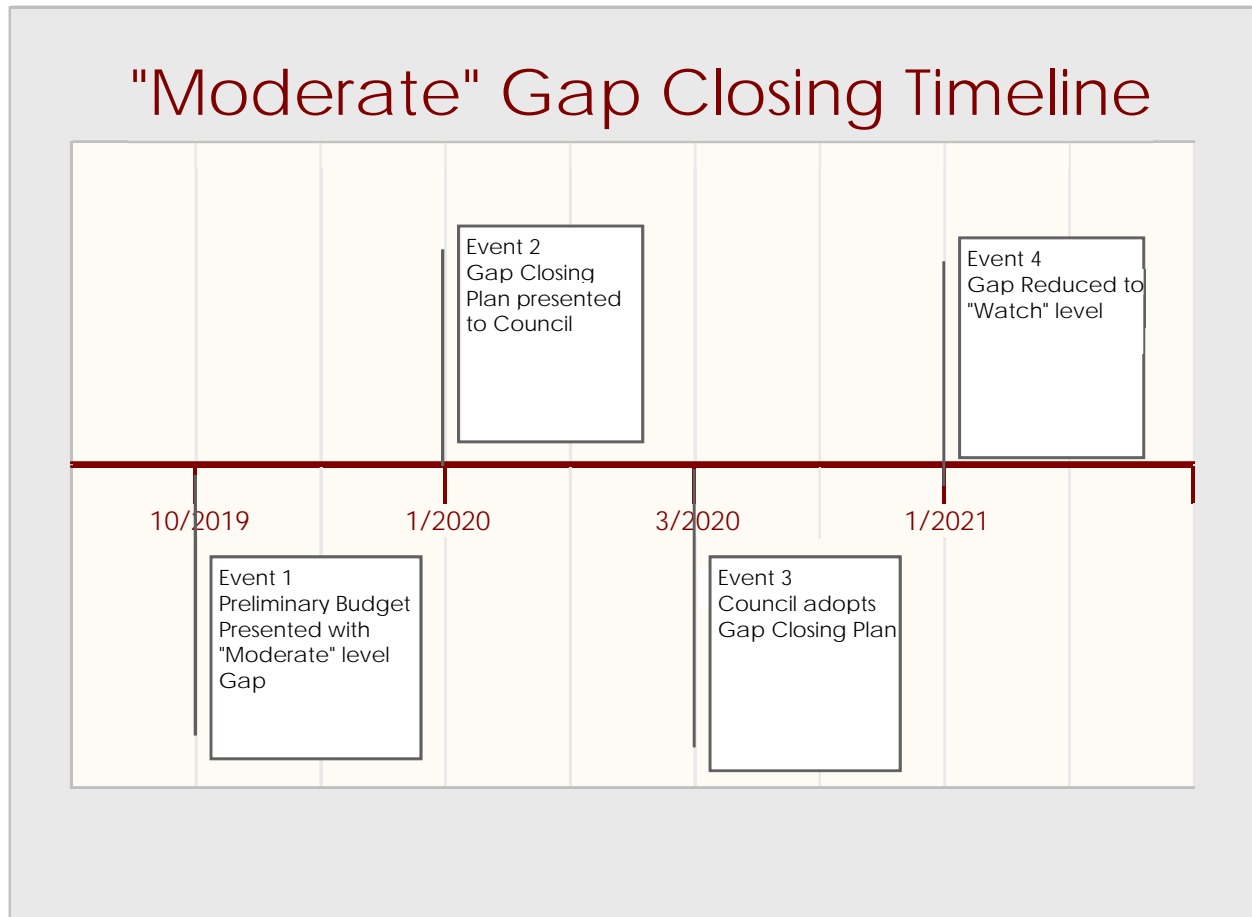 "Moderate" Gap Closing Timeline
Event 2
Gap Closing
Plan presented
to Council
Event 4
Gap Reduced to
"Watch" level
10/2019
1/2020
3/2020
1/2021
Event 1
Preliminary Budget
Presented with
"Moderate" level
Gap
Event 3
Council adopts
Gap Closing Plan